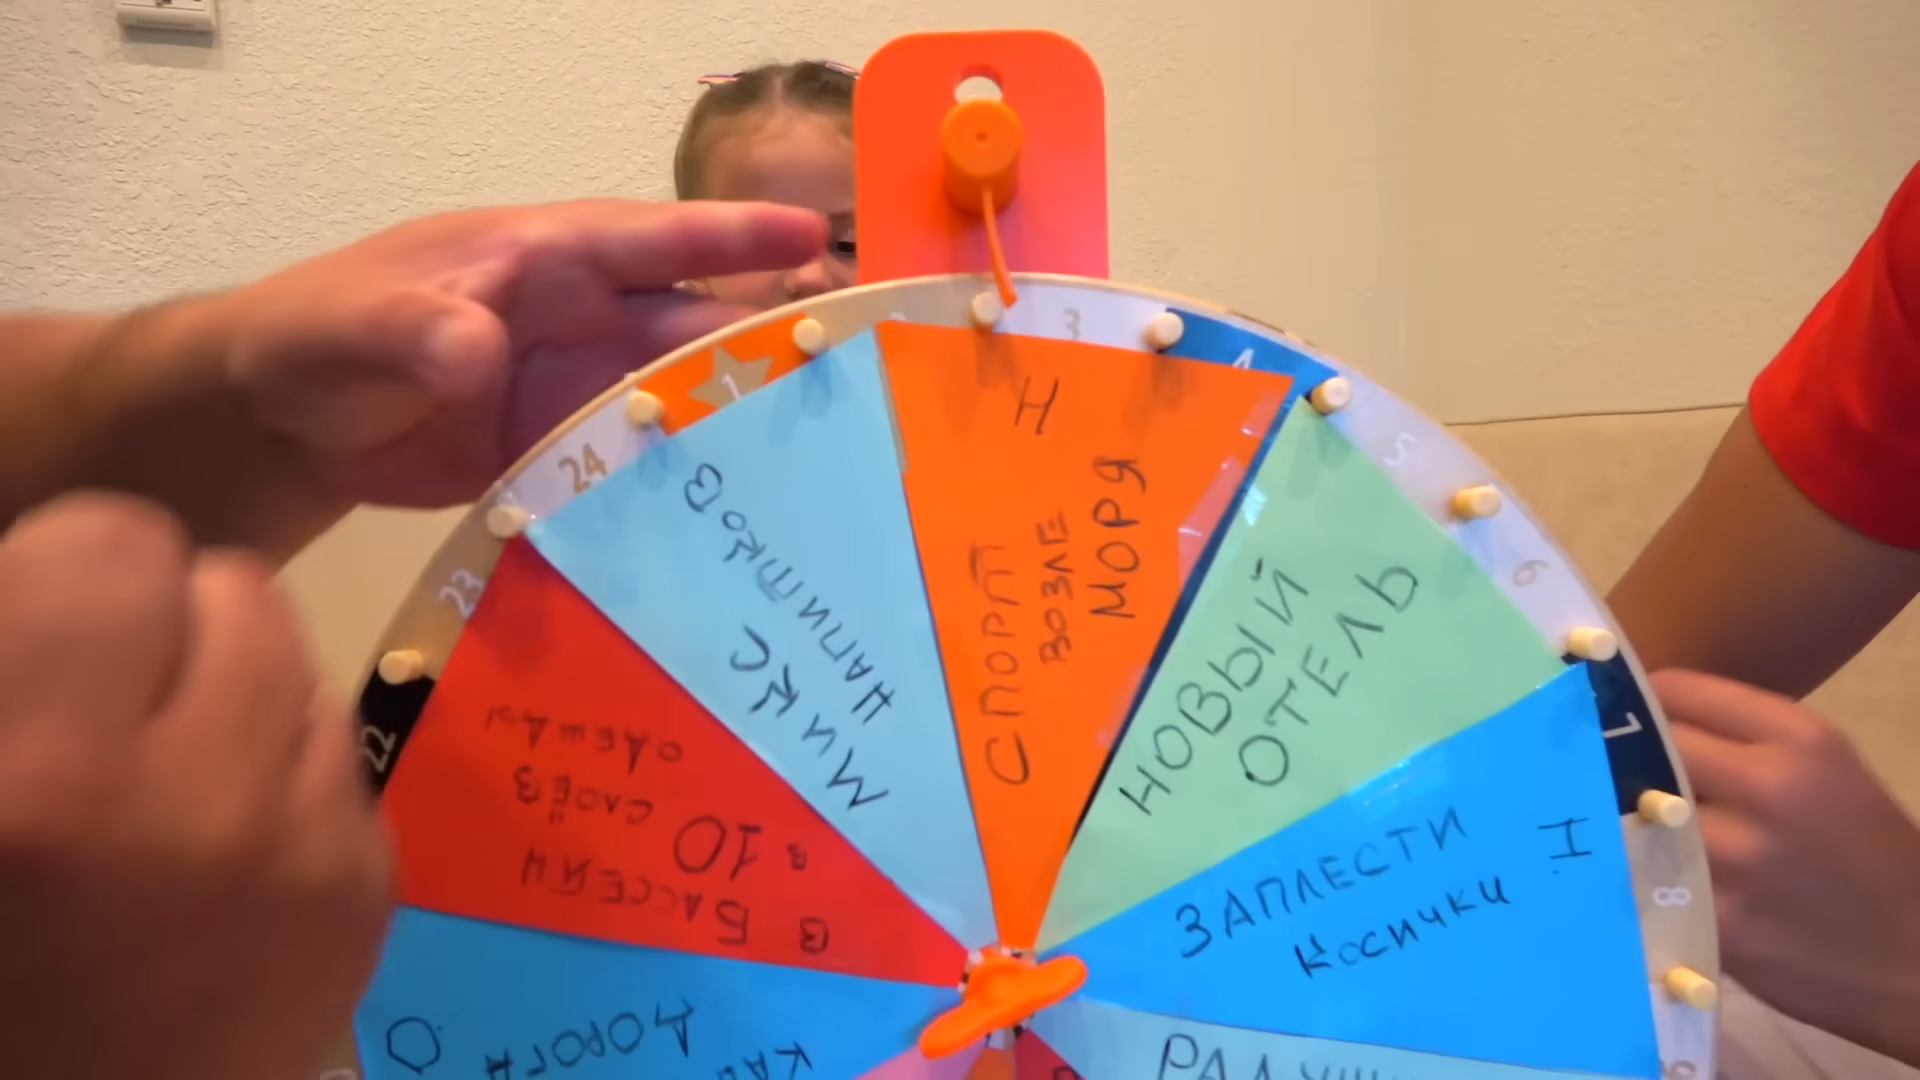 1
3
4
5
6
7
8
22
23
24
В БАССЕЙН
в 10
СЛОЁВ
ОДЕЖДЫ
МИКС
НАПИТКОВ
Н
СПОРТ
ВОЗЛЕ
МОРЯ
НОВЫЙ
ОТЕЛЬ
ЗАПЛЕСТИ
Косички
Н
ДОРОГА
О